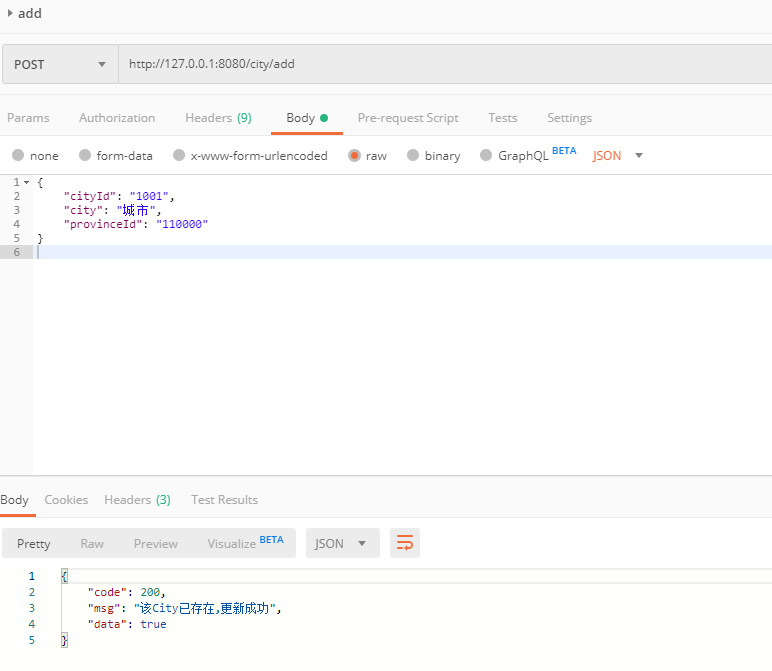 add
POST http://127.0.0.1:8080/city/add
Params Authorization Headers (9) Body Pre-request Script Tests Settings
none form-data x-www-form-urlencoded raw binary GraphQL BETA JSON
1 {
2 "cityId": "1001",
3 "city": "城市",
4 "provinceId": "110000"
5 }
6
Body Cookies Headers (3) Test Results
Pretty Raw Preview Visualize BETA JSON
1 {
2 "code": 200,
3 "msg": "该City已存在,更新成功",
4 "data": true
5 }